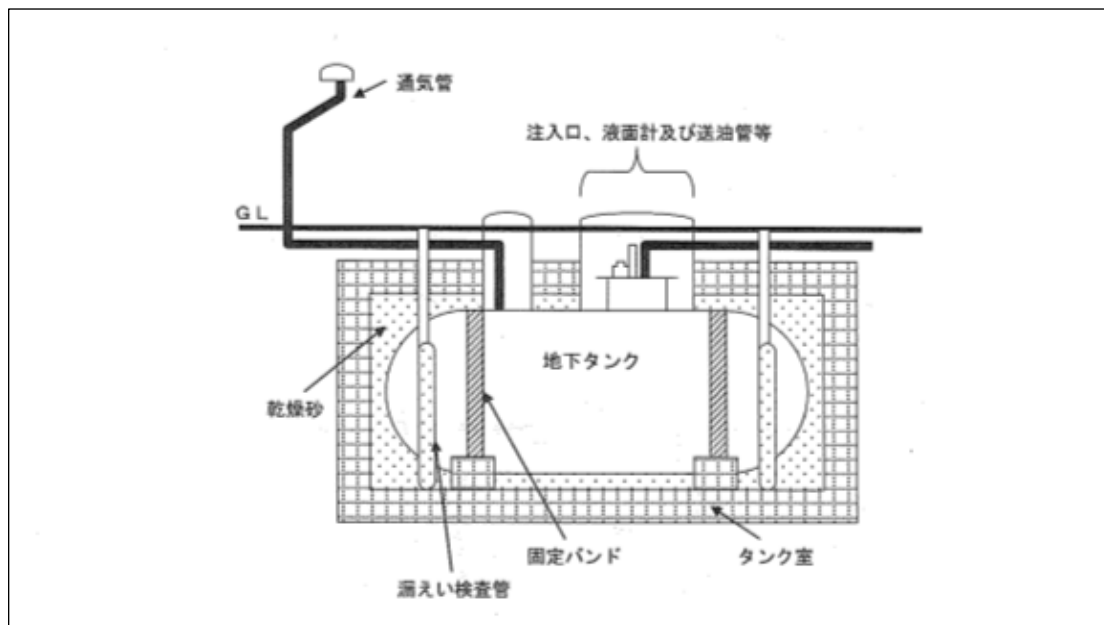 通気管
注入口、液面計及び送油管等
ＧＬ
地下タンク
乾燥砂
固定バンド
タンク室
漏えい検査管